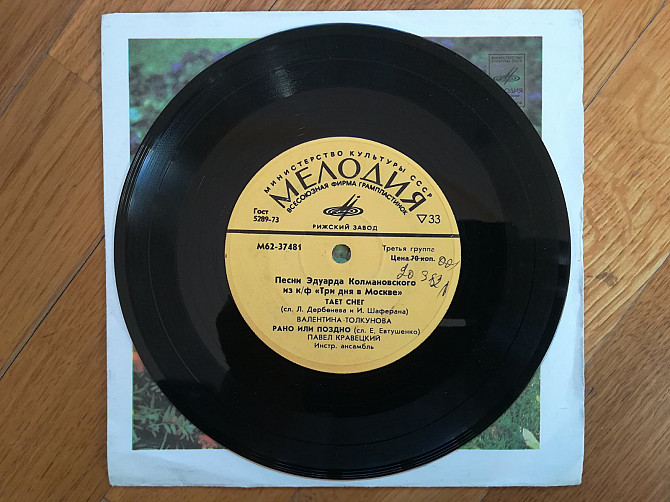 МИНИСТЕРСТВО КУЛЬТУРЫ СССР
МЕЛОДИЯ
ВСЕСОЮЗНАЯ ФИРМА ГРАМПЛАСТИНОК
Гост
5289-73
33
РИЖСКИЙ ЗАВОД
М62-37481
Третья группа
Цена 70 коп.
Песни Эдуарда Колмановского
из к/ф «Три дня в Москве»
ТАЕТ СНЕГ
(сл. Л. Дербенева и И. Шаферана)
ВАЛЕНТИНА ТОЛКУНОВА
РАНО ИЛИ ПОЗДНО (сл. Е. Евтушенко)
ПАВЕЛ КРАВЕЦКИЙ
Инстр. ансамбль
МЕЛОДИЯ